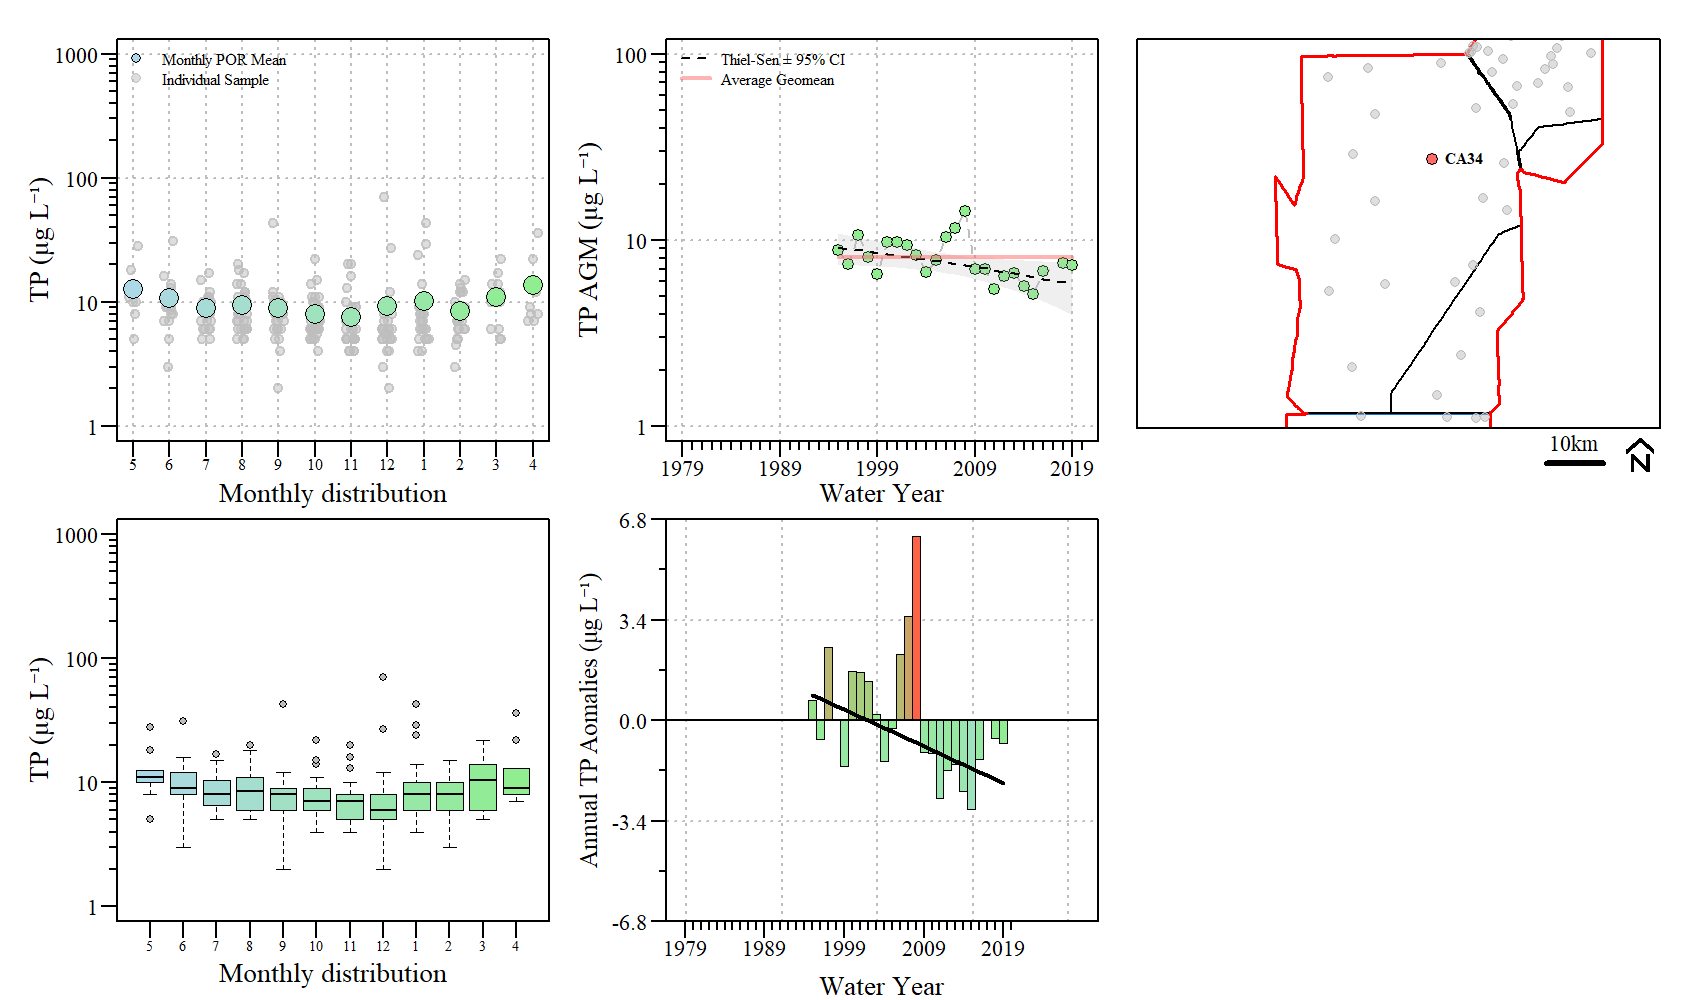 1000
100
10
1
TP (µg L⁻¹)
Monthly POR Mean
Individual Sample
5 6 7 8 9 10 11 12 1 2 3 4
Monthly distribution
100
10
1
TP AGM (µg L⁻¹)
Thiel-Sen ± 95% CI
Average Geomean
1979 1989 1999 2009 2019
Water Year
CA34
10km
N
1000
100
10
1
TP (µg L⁻¹)
5 6 7 8 9 10 11 12 1 2 3 4
Monthly distribution
6.8
3.4
0.0
-3.4
-6.8
Annual TP Aomalies (µg L⁻¹)
1979 1989 1999 2009 2019
Water Year